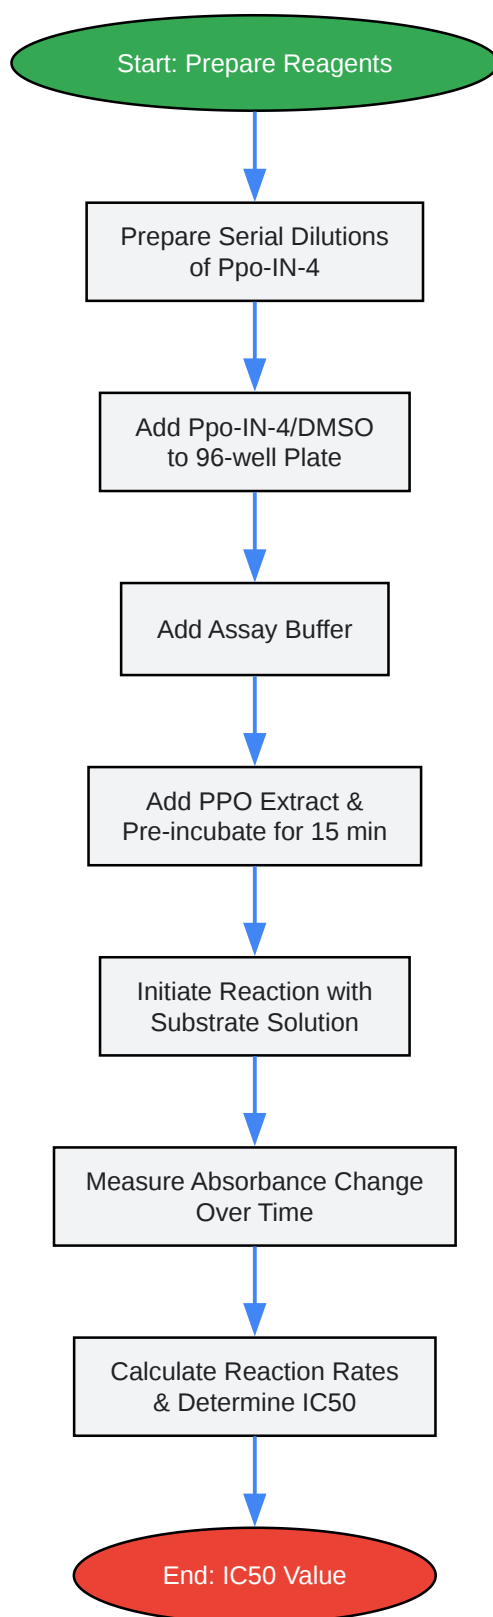 Start: Prepare Reagents
Prepare Serial Dilutions
of Ppo-IN-4
Add Ppo-IN-4/DMSO
to 96-well Plate
Add Assay Buffer
Add PPO Extract &
Pre-incubate for 15 min
Initiate Reaction with
Substrate Solution
Measure Absorbance Change
Over Time
Calculate Reaction Rates
& Determine IC50
End: IC50 Value